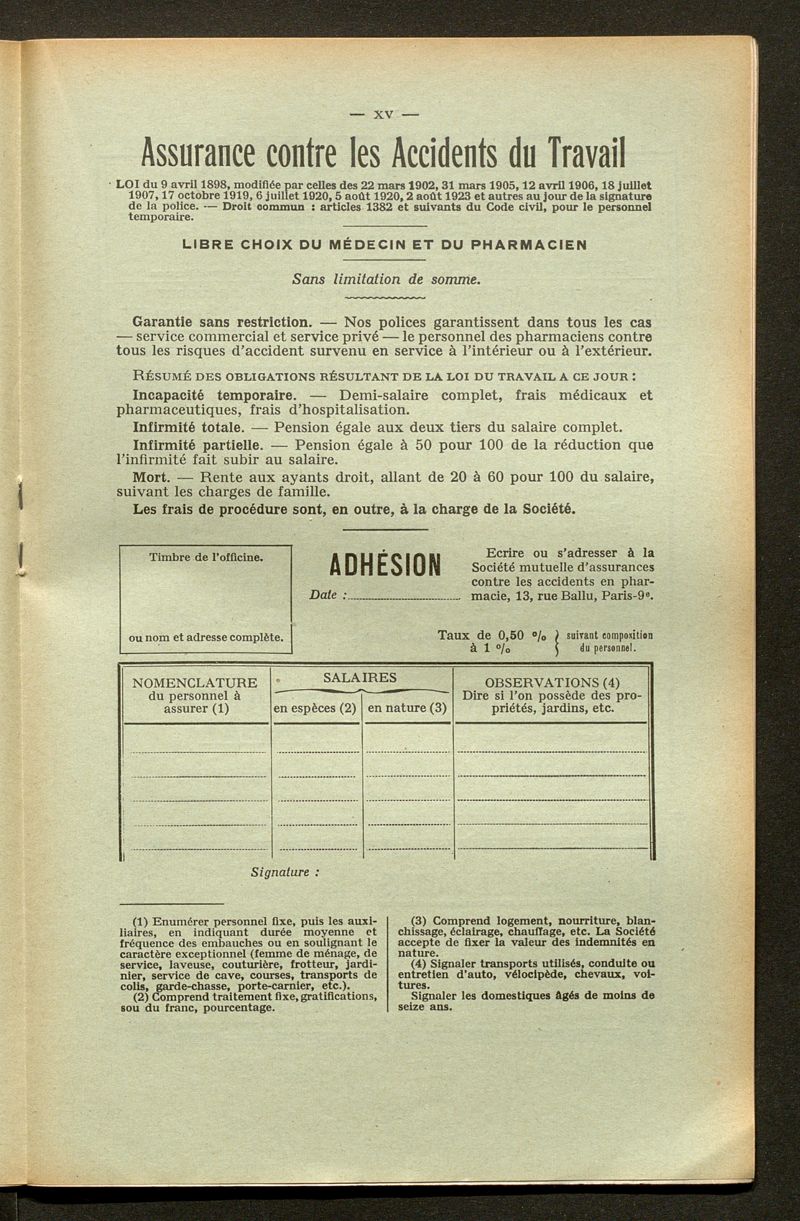 — XV —
Assurance contre les Accidents du Travail
LOI du 9 avril 1898, modifiée par celles des 22 mars 1902, 31 mars 1905, 12 avril 1906, 18 juillet
1907, 17 octobre 1919, 6 juillet 1920, 5 août 1920, 2 août 1923 et autres au jour de la signature
de la police. — Droit commun : articles 1382 et suivants du Code civil, pour le personnel
temporaire.
LIBRE CHOIX DU MÉDECIN ET DU PHARMACIEN
Sans limitation de somme.
Garantie sans restriction. — Nos polices garantissent dans tous les cas
— service commercial et service privé — le personnel des pharmaciens contre
tous les risques d'accident survenu en service à l'intérieur ou à l'extérieur.
RÉSUMÉ DES OBLIGATIONS RÉSULTANT DE LA LOI DU TRAVAIL A CE JOUR :
Incapacité temporaire. — Demi-salaire complet, frais médicaux et
pharmaceutiques, frais d'hospitalisation.
Infirmité totale. — Pension égale aux deux tiers du salaire complet.
Infirmité partielle. — Pension égale à 50 pour 100 de la réduction que
l'infirmité fait subir au salaire.
Mort. — Rente aux ayants droit, allant de 20 à 60 pour 100 du salaire,
suivant les charges de famille.
Les frais de procédure sont, en outre, à la charge de la Société.
Timbre de l'officine.
ou nom et adresse complète.
ADHÉSION
Date :
Ecrire ou s'adresser à la
Société mutuelle d'assurances
contre les accidents en phar-
macie, 13, rue Ballu, Paris-9e.
Taux de 0,50 % } suivant composition
à 1 % } du personnel.
NOMENCLATURE
du personnel à
assurer (1)
SALAIRES
en espèces (2)
en nature (3)
OBSERVATIONS (4)
Dire si l'on possède des pro-
priétés, jardins, etc.
Signature :
(1) Enumérer personnel fixe, puis les auxi-
liaires, en indiquant durée moyenne et
fréquence des embauches ou en soulignant le
caractère exceptionnel (femme de ménage, de
service, laveuse, couturière, frotteur, jardi-
nier, service de cave, courses, transports de
colis, garde-chasse, porte-carnier, etc.).
(2) Comprend traitement fixe, gratifications,
sou du franc, pourcentage.
(3) Comprend logement, nourriture, blan-
chissage, éclairage, chauffage, etc. La Société
accepte de fixer la valeur des indemnités en
nature.
(4) Signaler transports utilisés, conduite ou
entretien d'auto, vélocipède, chevaux, voi-
tures.
Signaler les domestiques âgés de moins de
seize ans.